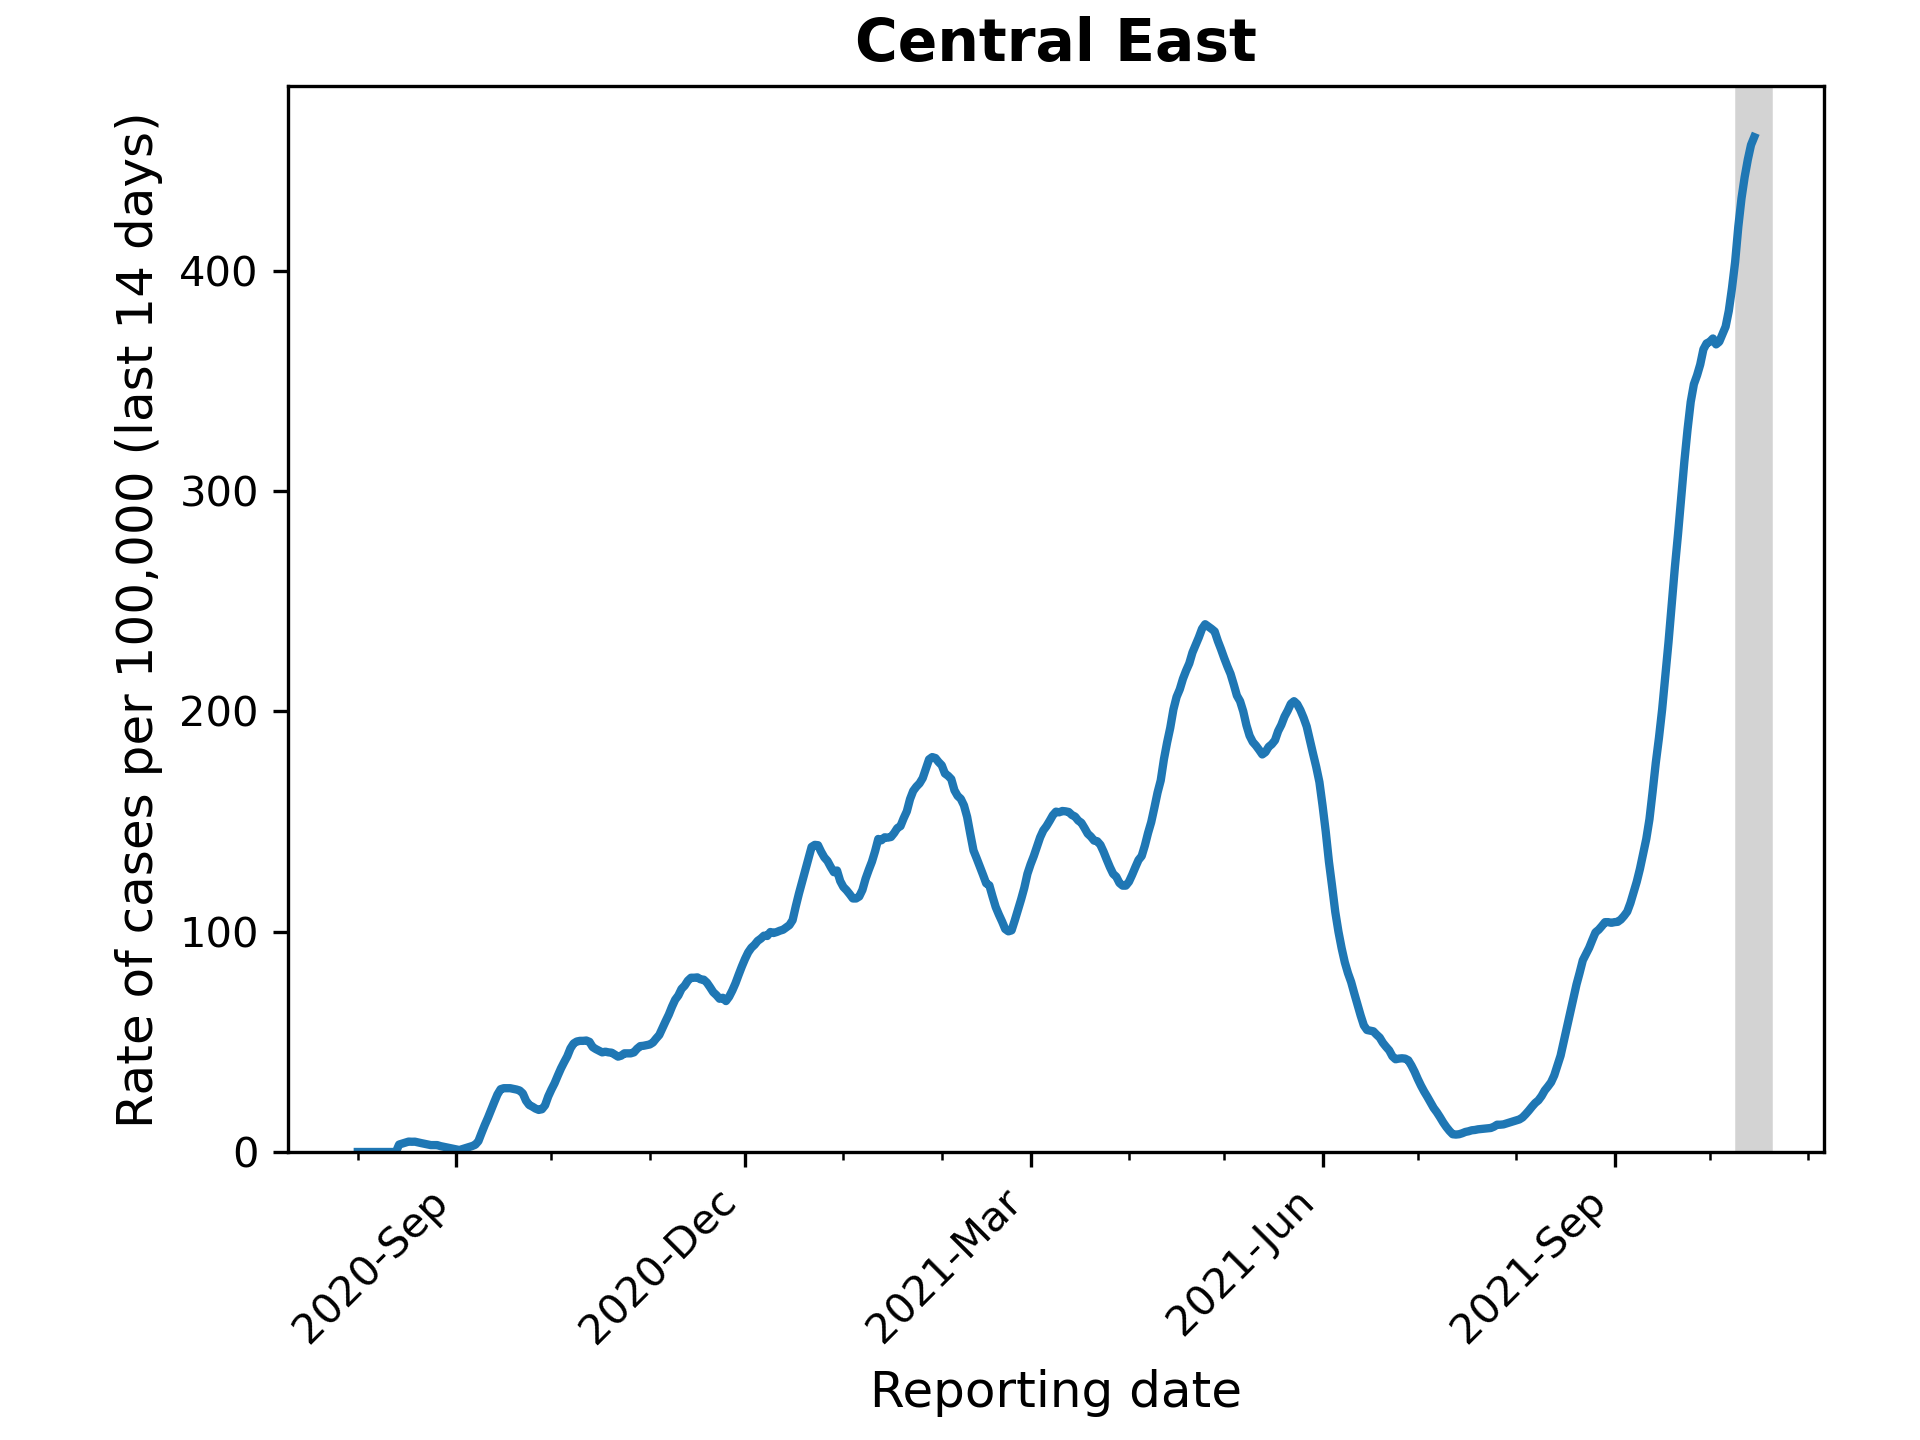 Central East
Rate of cases per 100,000 (last 14 days)
400
300
200
100
0
2020-Sep
2020-Dec
2021-Mar
2021-Jun
2021-Sep
Reporting date